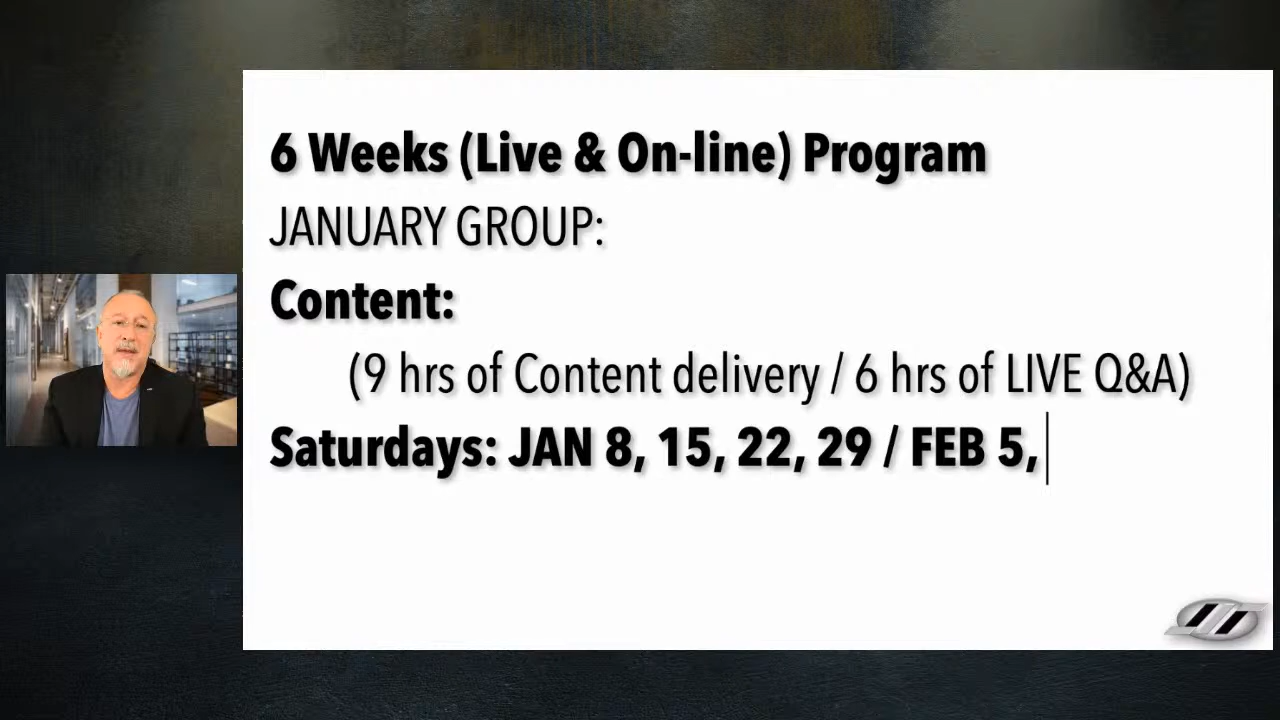 6 Weeks (Live & On-line) Program
JANUARY GROUP:
Content:
(9 hrs of Content delivery / 6 hrs of LIVE Q&A)
Saturdays: JAN 8, 15, 22, 29 / FEB 5,